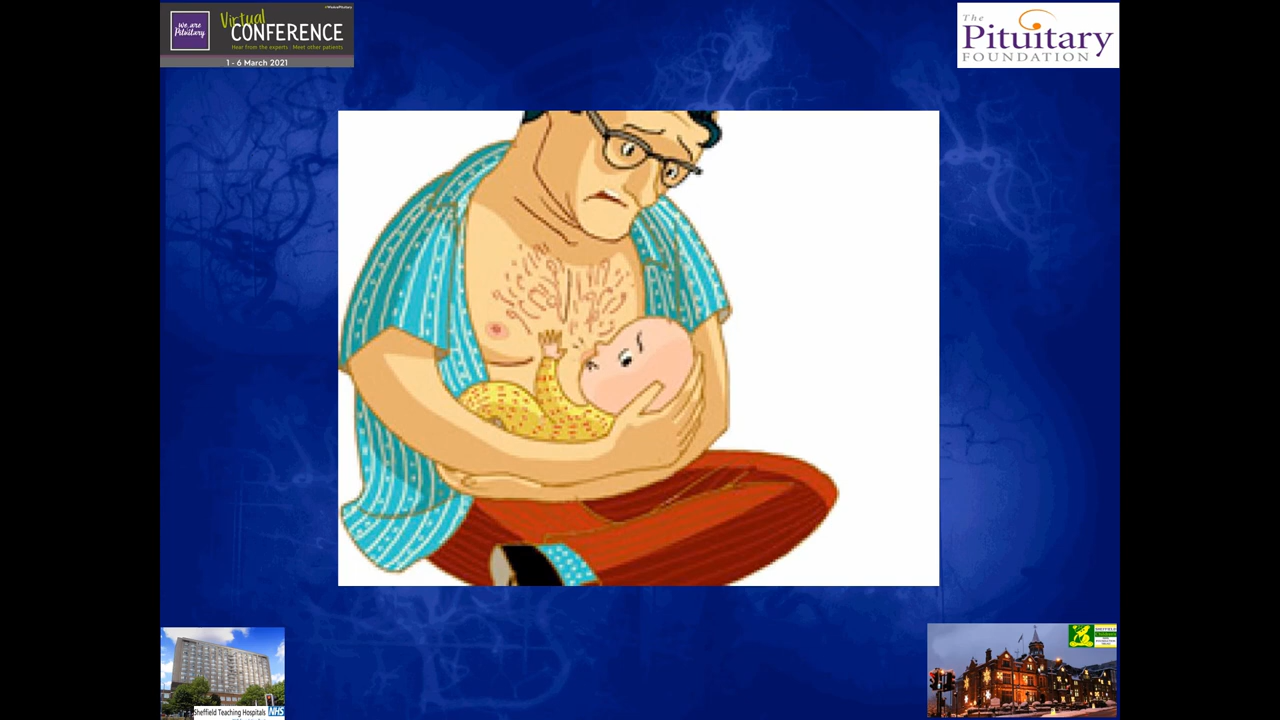 #WeArePituitary
we are
Pituitary
Virtual
CONFERENCE
Hear from the experts : Meet other patients
1 - 6 March 2021
The
Pituitary
FOUNDATION
Sheffield Teaching Hospitals NHS